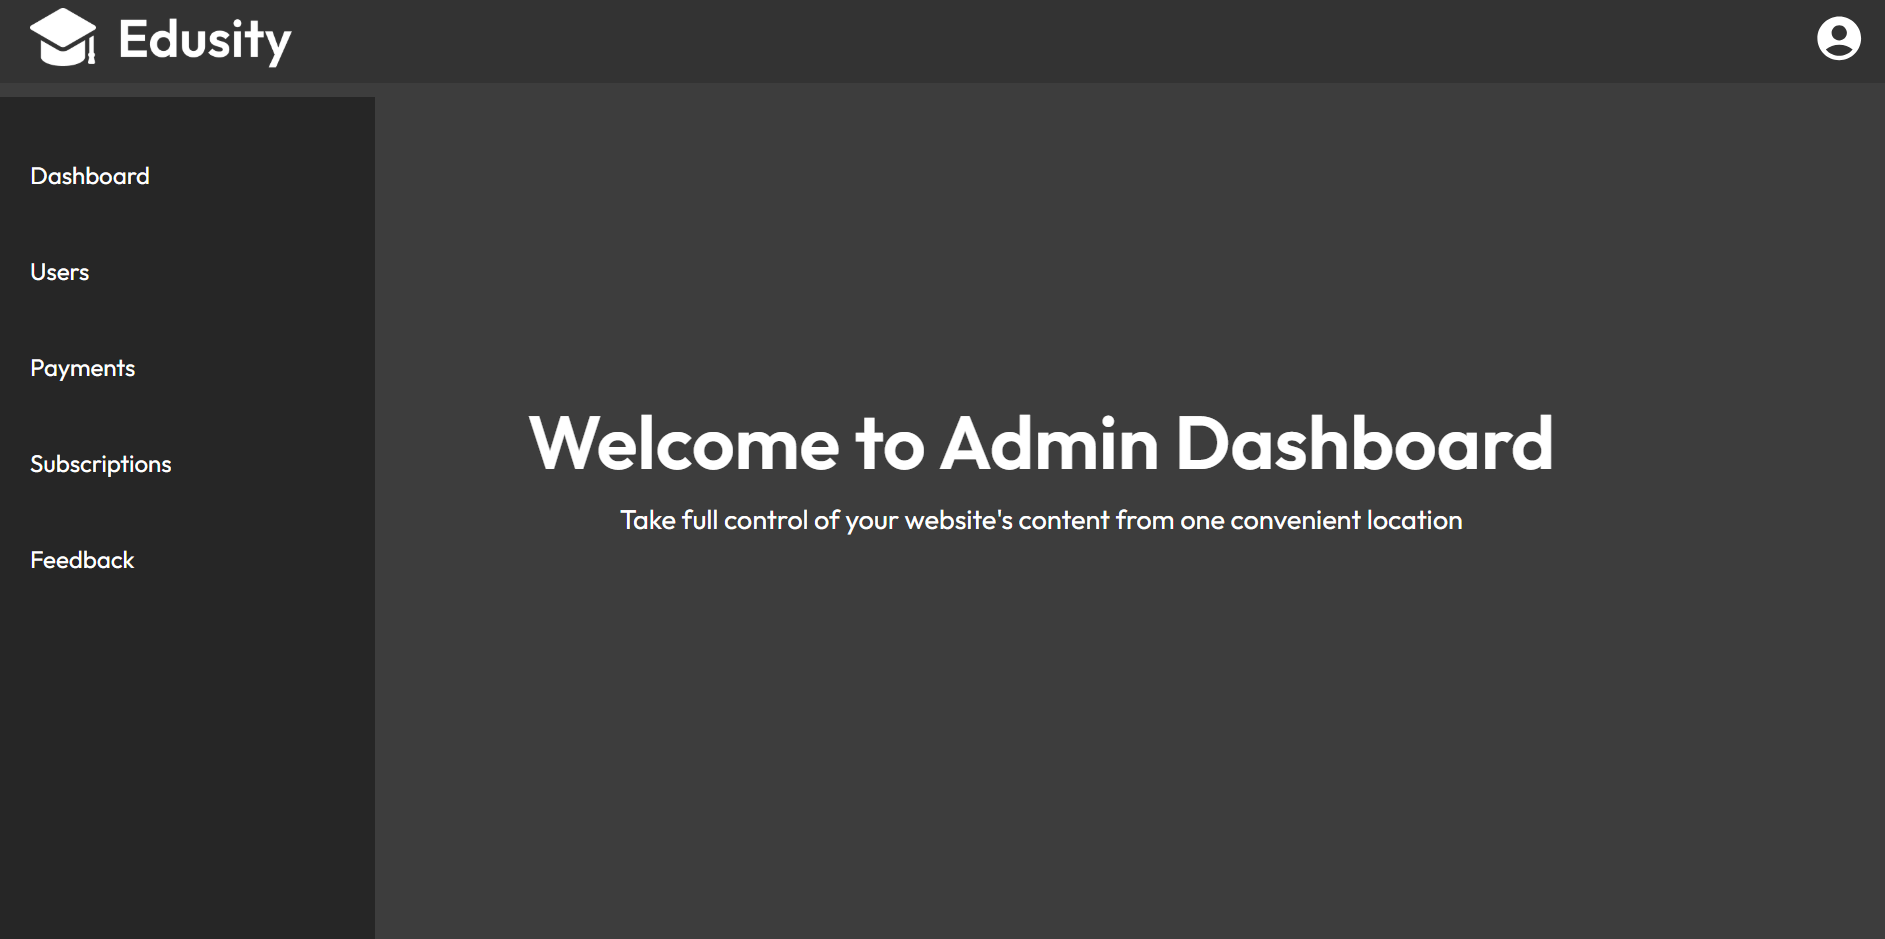 Edusity
Dashboard
Users
Payments
Subscriptions
Feedback
Welcome to Admin Dashboard
Take full control of your website's content from one convenient location